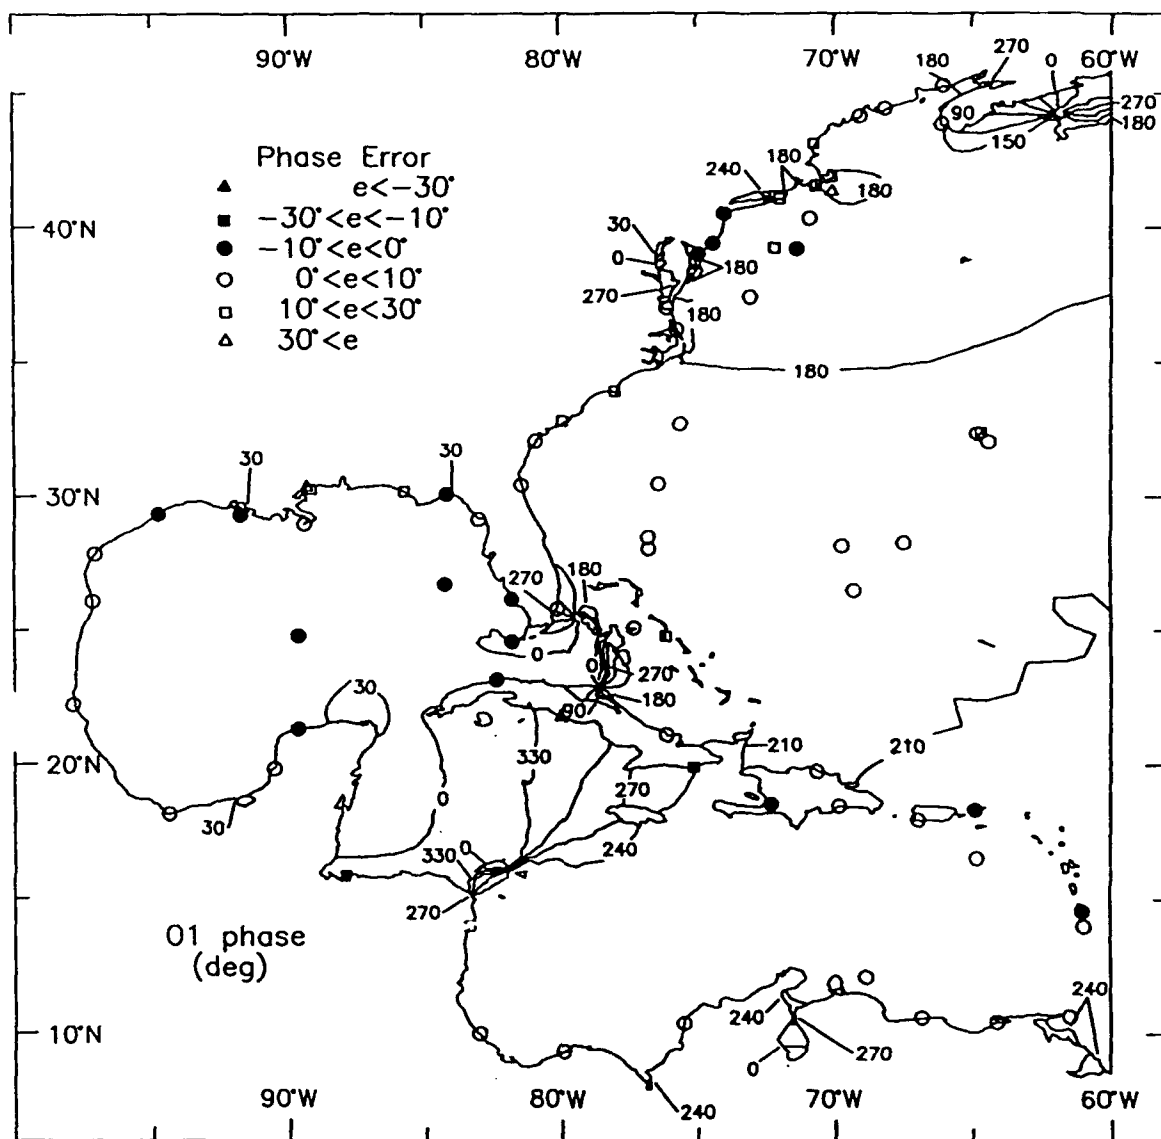 90°W 80°W 70°W 60°W
180 270 0
270
90
180
150
Phase Error
▲ e<-30°
■ -30°<e<-10°
● -10°<e<0°
○ 0°<e<10°
□ 10°<e<30°
△ 30°<e
240 180
180
40°N
30
0
180
270
180
180
30 30
30°N
270 180
0
0
270
30
90 180
210 210
20°N
330
270
0
30
240
330 0
270
O1 phase
(deg)
240
240
10°N
0 270
240
90°W 80°W 70°W 60°W